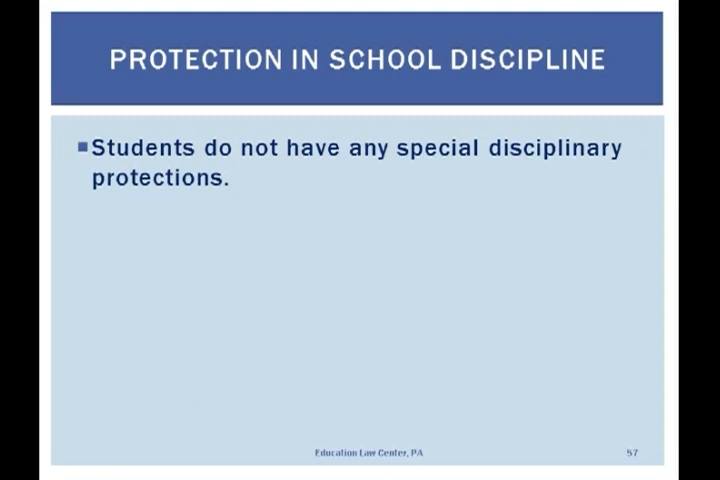 PROTECTION IN SCHOOL DISCIPLINE
Students do not have any special disciplinary
protections.
Education Law Center, PA
57